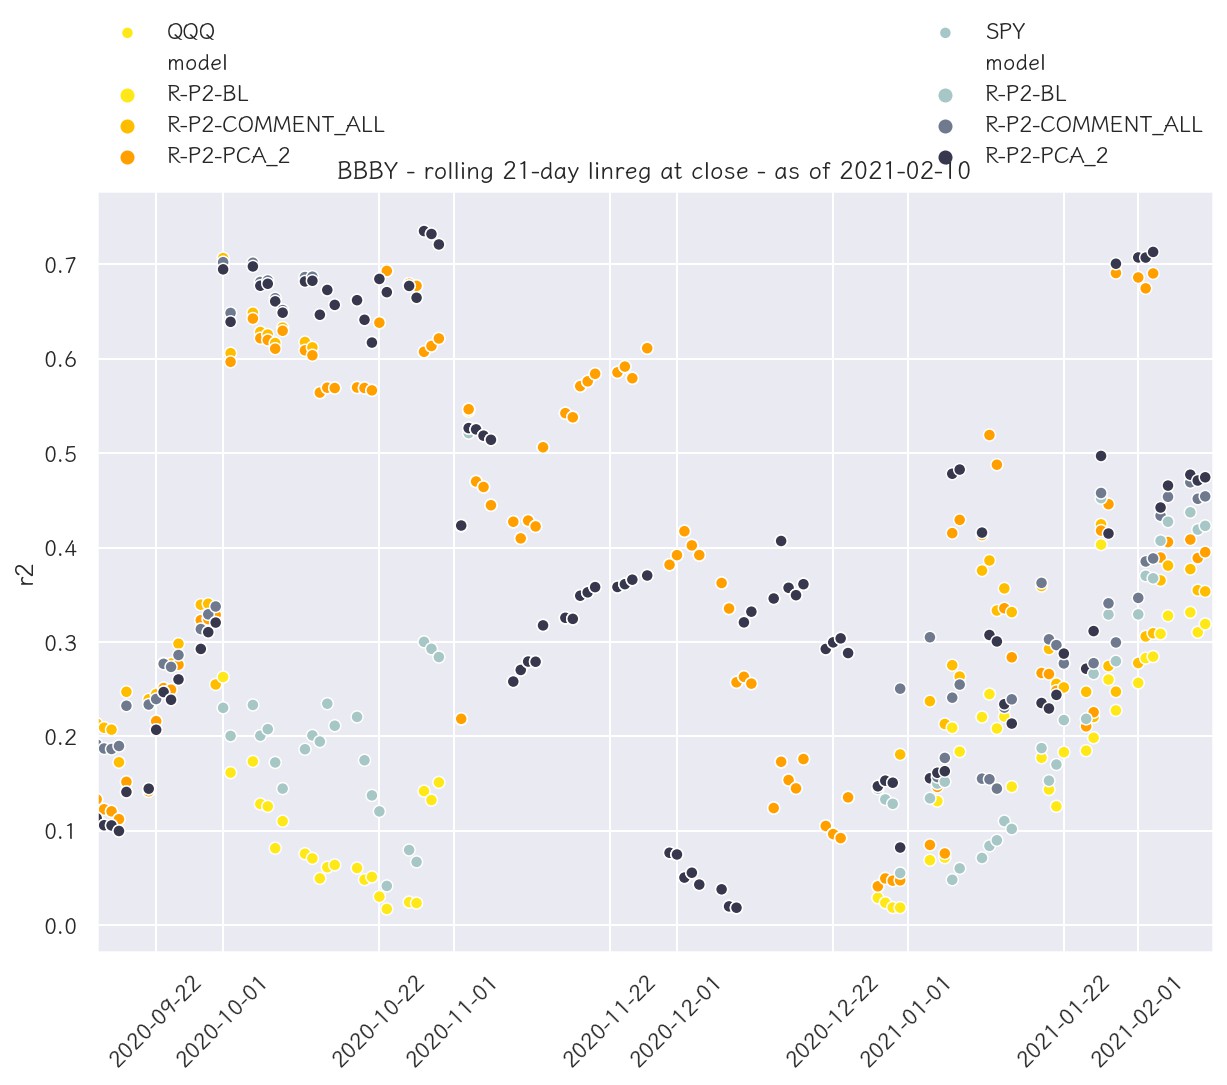 QQQ
model
R-P2-BL
R-P2-COMMENT_ALL
R-P2-PCA_2
SPY
model
R-P2-BL
R-P2-COMMENT_ALL
R-P2-PCA_2
BBBY - rolling 21-day linreg at close - as of 2021-02-10
r2
0.7
0.6
0.5
0.4
0.3
0.2
0.1
0.0
2020-09-22
2020-10-01
2020-10-22
2020-11-01
2020-11-22
2020-12-01
2020-12-22
2021-01-01
2021-01-22
2021-02-01